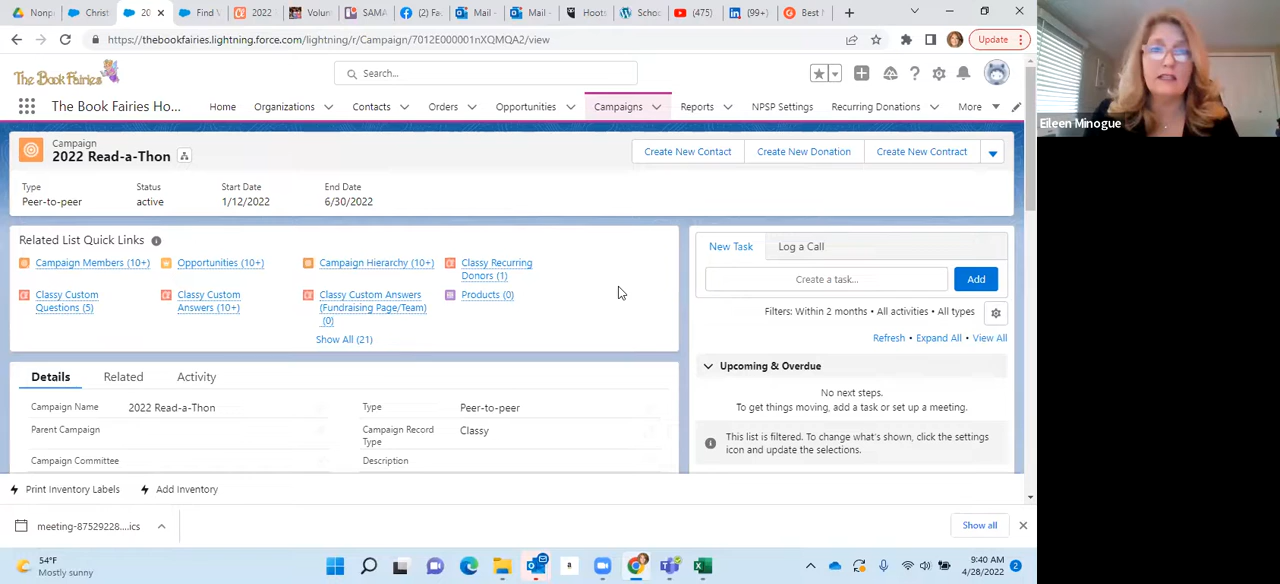 Nonp
Christ
20
Find V
2022
Volun
SAMA
(2) Fac
Mail -
Mail -
Hoots
Schoo
(475)
(99+)
Best N
https://thebookfairies.lightning.force.com/lightning/r/Campaign/7012E000001nXQMQA2/view
Update
The Book Fairies
Search...
The Book Fairies Ho...
Home
Organizations
Contacts
Orders
Opportunities
Campaigns
Reports
NPSP Settings
Recurring Donations
More
Eileen Minogue
Campaign
2022 Read-a-Thon
Create New Contact
Create New Donation
Create New Contract
Type
Status
Start Date
End Date
Peer-to-peer
active
1/12/2022
6/30/2022
Related List Quick Links
Campaign Members (10+)
Opportunities (10+)
Campaign Hierarchy (10+)
Classy Recurring
Donors (1)
Classy Custom
Questions (5)
Classy Custom
Answers (10+)
Classy Custom Answers
(Fundraising Page/Team)
(0)
Products (0)
Show All (21)
New Task
Log a Call
Create a task...
Add
Filters: Within 2 months • All activities • All types
Refresh • Expand All • View All
Upcoming & Overdue
No next steps.
To get things moving, add a task or set up a meeting.
This list is filtered. To change what's shown, click the settings
icon and update the selections.
Details
Related
Activity
Campaign Name
2022 Read-a-Thon
Type
Peer-to-peer
Parent Campaign
Campaign Record
Type
Classy
Campaign Committee
Description
Print Inventory Labels
Add Inventory
meeting-87529228....ics
Show all
54°F
Mostly sunny
9:40 AM
4/28/2022
2